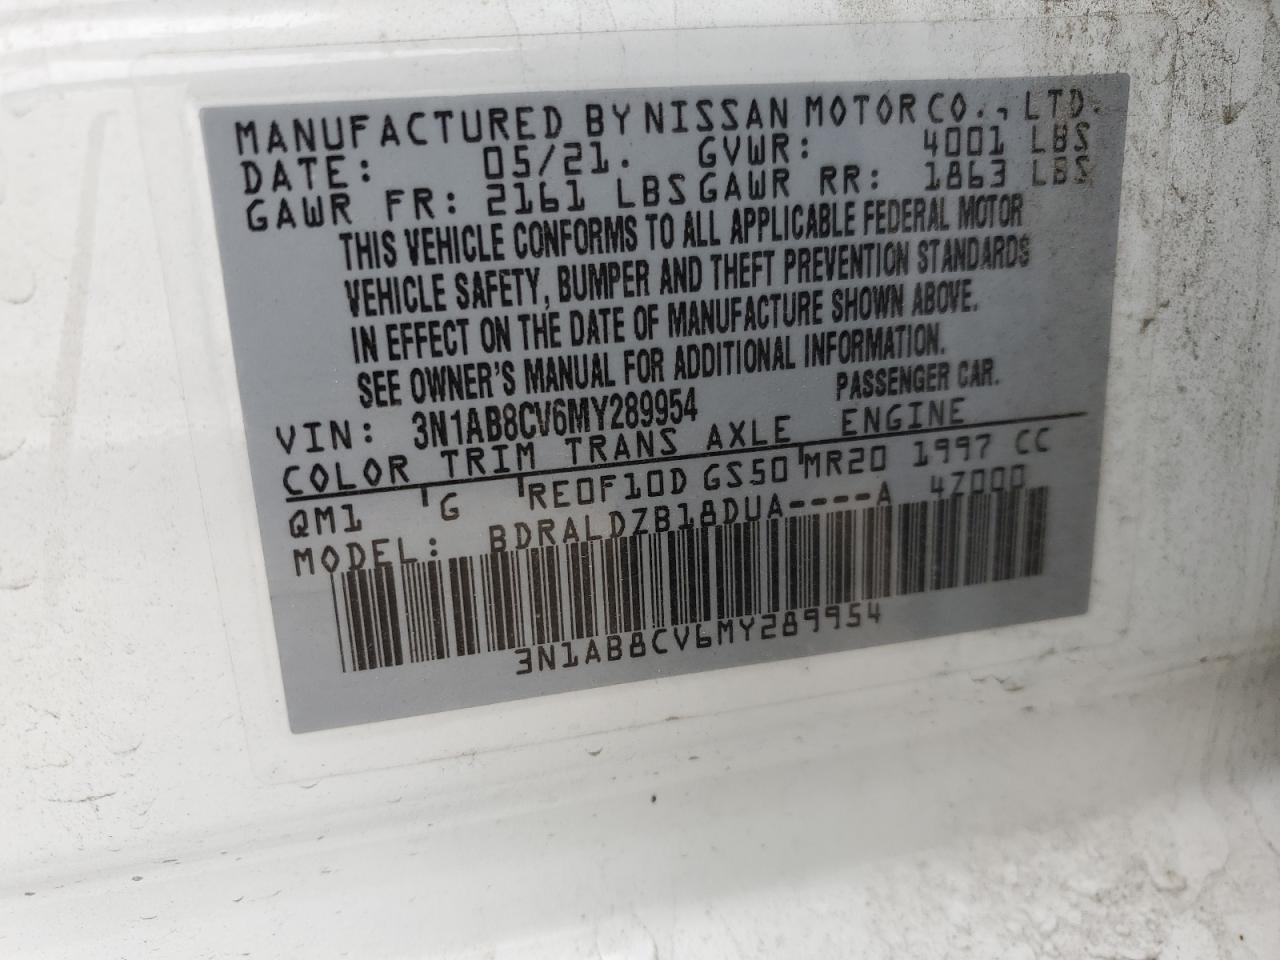 MANUFACTURED BY NISSAN MOTOR CO., LTD.
DATE: 05/21. GVWR: 4001 LBS
GAWR FR: 2161 LBS GAWR RR: 1863 LBS
THIS VEHICLE CONFORMS TO ALL APPLICABLE FEDERAL MOTOR
VEHICLE SAFETY, BUMPER AND THEFT PREVENTION STANDARDS
IN EFFECT ON THE DATE OF MANUFACTURE SHOWN ABOVE.
SEE OWNER'S MANUAL FOR ADDITIONAL INFORMATION.
VIN: 3N1AB8CV6MY289954 PASSENGER CAR.
COLOR TRIM TRANS AXLE ENGINE
QM1 G RE0F10D GS50 MR20 1997 CC
MODEL: BDRALDZB18DUA----A 4Z000
3N1AB8CV6MY289954